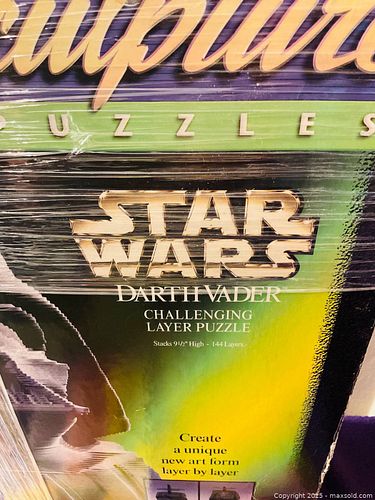 PUZZLES
STAR
WARS
DARTH VADER
CHALLENGING
LAYER PUZZLE
Stacks 9½" High - 144 Layers
Create
a unique
new art form
layer by layer
Copyright 2025 - maxsold.com